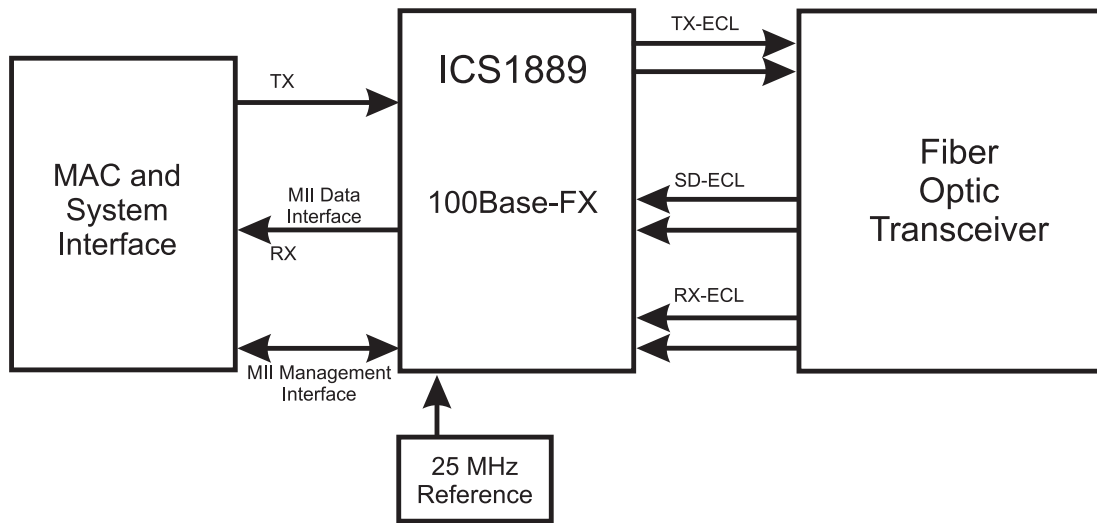 MAC and
System
Interface
TX
MII Data
Interface
RX
MII Management
Interface
ICS1889
100Base-FX
25 MHz
Reference
TX-ECL
SD-ECL
RX-ECL
Fiber
Optic
Transceiver